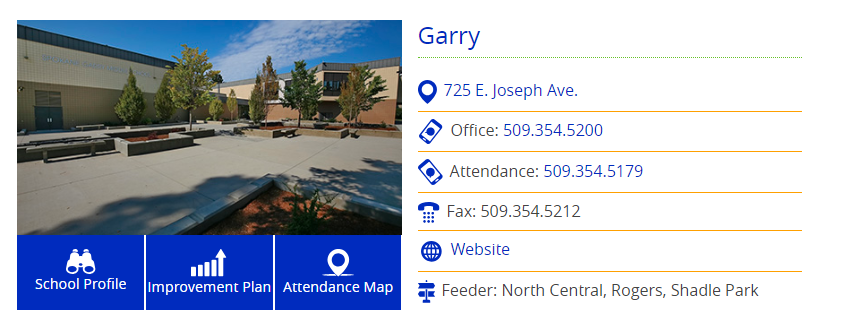 Garry
725 E. Joseph Ave.
Office: 509.354.5200
Attendance: 509.354.5179
Fax: 509.354.5212
Website
Feeder: North Central, Rogers, Shadle Park
School Profile
Improvement Plan
Attendance Map